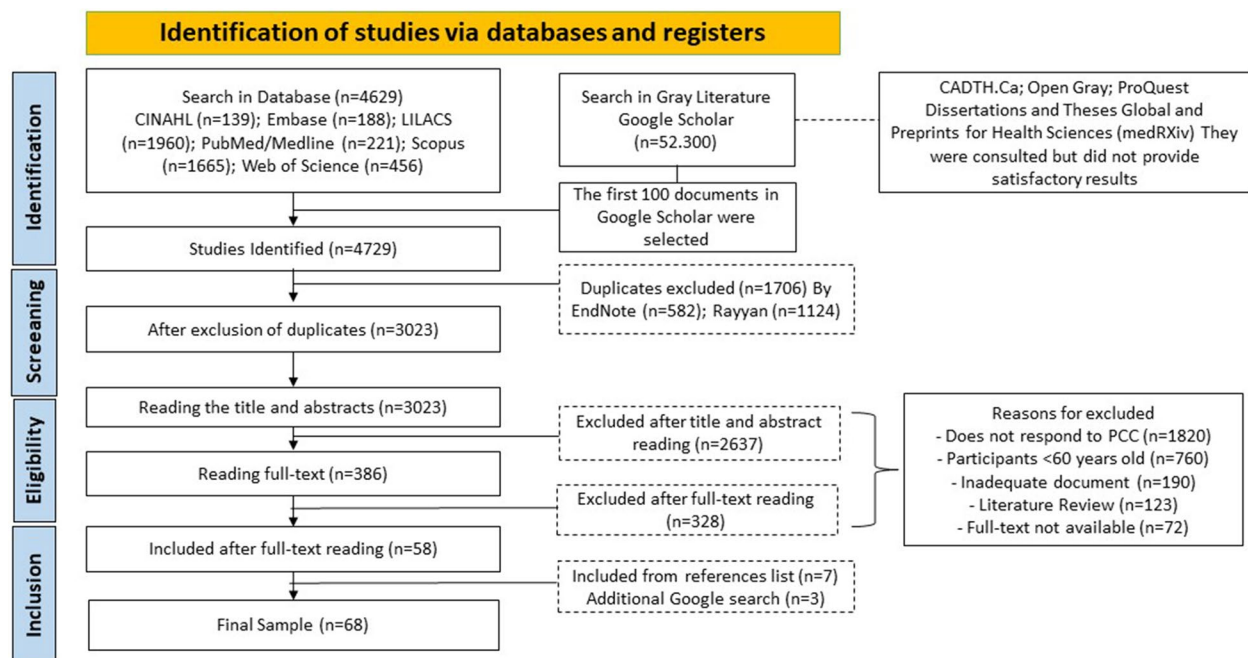 Identification of studies via databases and registers
Identification
Search in Database (n=4629)
CINAHL (n=139); Embase (n=188); LILACS
(n=1960); PubMed/Medline (n=221); Scopus
(n=1665); Web of Science (n=456)
Search in Gray Literature
Google Scholar
(n=52.300)
CADTH.Ca; Open Gray; ProQuest
Dissertations and Theses Global and
Preprints for Health Sciences (medRXiv) They
were consulted but did not provide
satisfactory results
The first 100 documents in
Google Scholar were
selected
Studies Identified (n=4729)
Screeaning
Duplicates excluded (n=1706) By
EndNote (n=582); Rayyan (n=1124)
After exclusion of duplicates (n=3023)
Eligibility
Reading the title and abstracts (n=3023)
Excluded after title and abstract
reading (n=2637)
Reading full-text (n=386)
Excluded after full-text reading
(n=328)
Reasons for excluded
- Does not respond to PCC (n=1820)
- Participants <60 years old (n=760)
- Inadequate document (n=190)
- Literature Review (n=123)
- Full-text not available (n=72)
Inclusion
Included after full-text reading (n=58)
Included from references list (n=7)
Additional Google search (n=3)
Final Sample (n=68)